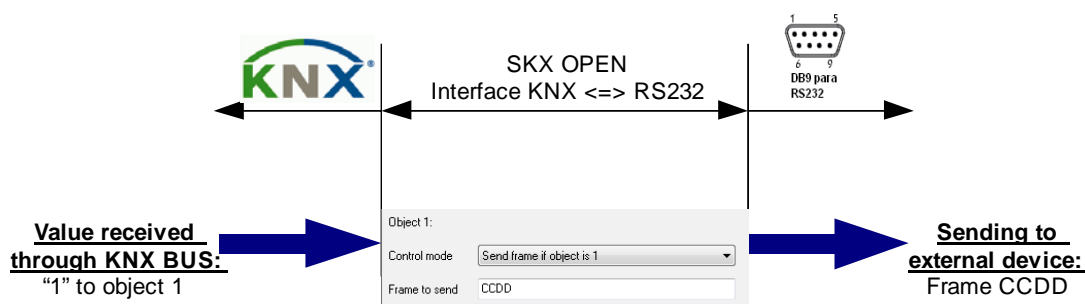 KNX
SKX OPEN
Interface KNX <=> RS232
1 5
6 9
DB9 para
RS232
Value received
through KNX BUS:
“1” to object 1
Object 1:
Control mode Send frame if object is 1
Frame to send CCDD
Sending to
external device:
Frame CCDD